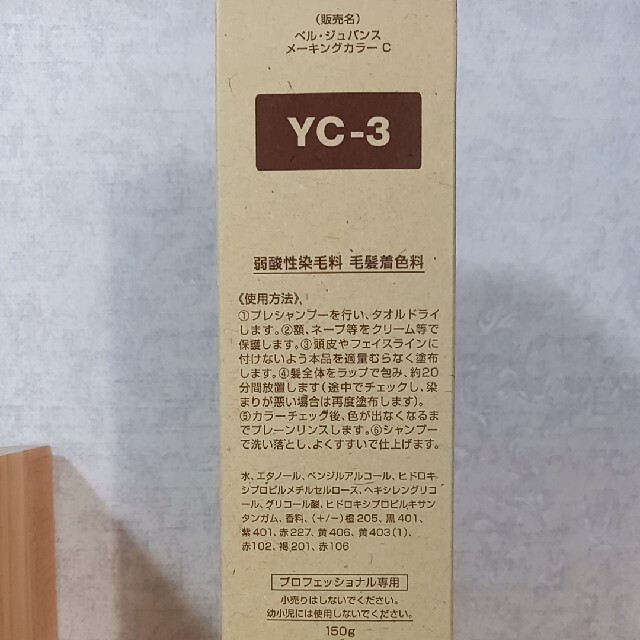 （販売名）
ベル・ジュバンス
メーキングカラー C
YC-3
弱酸性染毛料 毛髪着色料
《使用方法》
①プレシャンプーを行い、タオルドライ
します。②額、ネープ等をクリーム等で
保護します。③頭皮やフェイスラインに
付けないよう本品を適量むらなく塗布
します。④髪全体をラップで包み、約20
分間放置します(途中でチェックし、染
まりが悪い場合は再度塗布します)。
⑤カラーチェック後、色が出なくなるま
でプレーンリンスします。⑥シャンプー
で洗い落とし、よくすすいで仕上げます。
水、エタノール、ベンジルアルコール、ヒドロキ
シプロピルメチルセルロース、ヘキシレングリコ
ール、グリコール酸、ヒドロキシプロピルキサン
タンガム、香料、(+/−)橙205、黒401、
紫401、赤227、黄406、黄403(1)、
赤102、褐201、赤106
プロフェッショナル専用
小売りはしないでください。
幼小児には使用しないでください。
150g